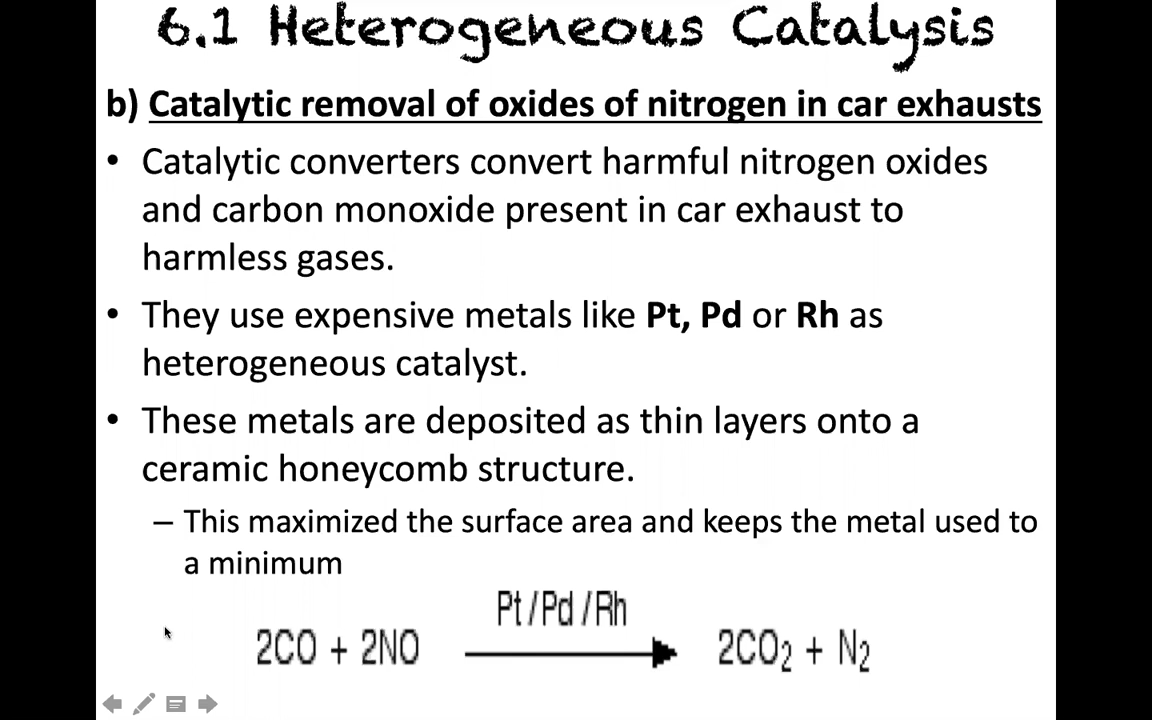 6.1 Heterogeneous Catalysis
b) Catalytic removal of oxides of nitrogen in car exhausts
• Catalytic converters convert harmful nitrogen oxides
and carbon monoxide present in car exhaust to
harmless gases.
• They use expensive metals like Pt, Pd or Rh as
heterogeneous catalyst.
• These metals are deposited as thin layers onto a
ceramic honeycomb structure.
– This maximized the surface area and keeps the metal used to
a minimum
Pt/Pd/Rh
2CO + 2NO → 2CO₂ + N₂